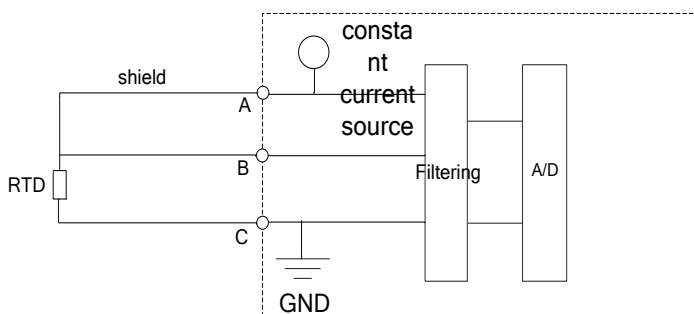 consta
nt
current
source
shield
A
B
RTD
Filtering
A/D
C
GND